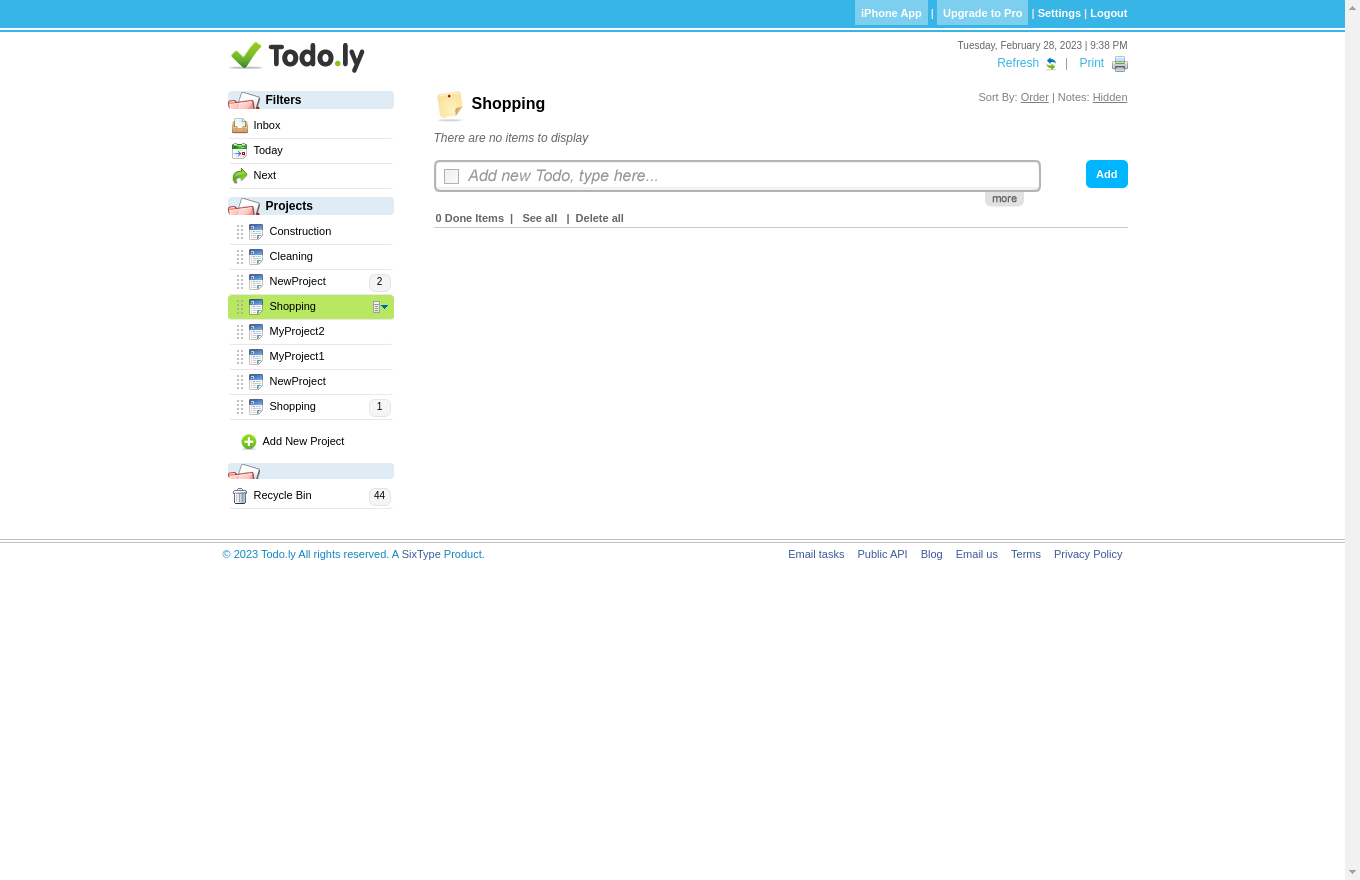 iPhone App | Upgrade to Pro | Settings | Logout
Todo.ly
Tuesday, February 28, 2023 | 9:38 PM
Refresh | Print
Filters
Inbox
Today
Next
Projects
Construction
Cleaning
NewProject 2
Shopping
MyProject2
MyProject1
NewProject
Shopping 1
Add New Project
Recycle Bin 44
Shopping
Sort By: Order | Notes: Hidden
There are no items to display
Add new Todo, type here...
Add
more
0 Done Items | See all | Delete all
© 2023 Todo.ly All rights reserved. A SixType Product.
Email tasks Public API Blog Email us Terms Privacy Policy